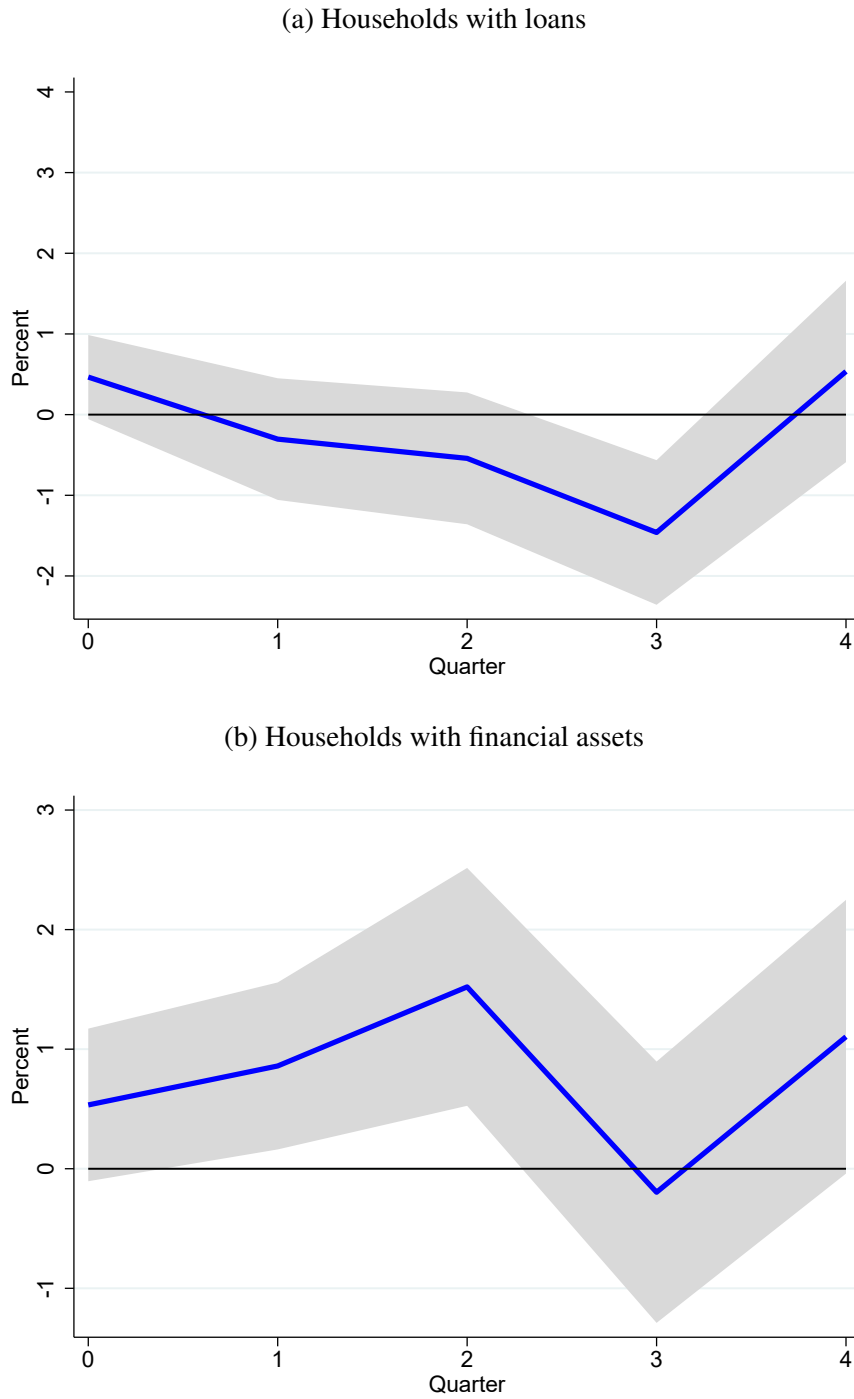 (a) Households with loans
4
3
2
1
0
-1
-2
Percent
0 1 2 3 4
Quarter
(b) Households with financial assets
3
2
1
0
-1
Percent
0 1 2 3 4
Quarter